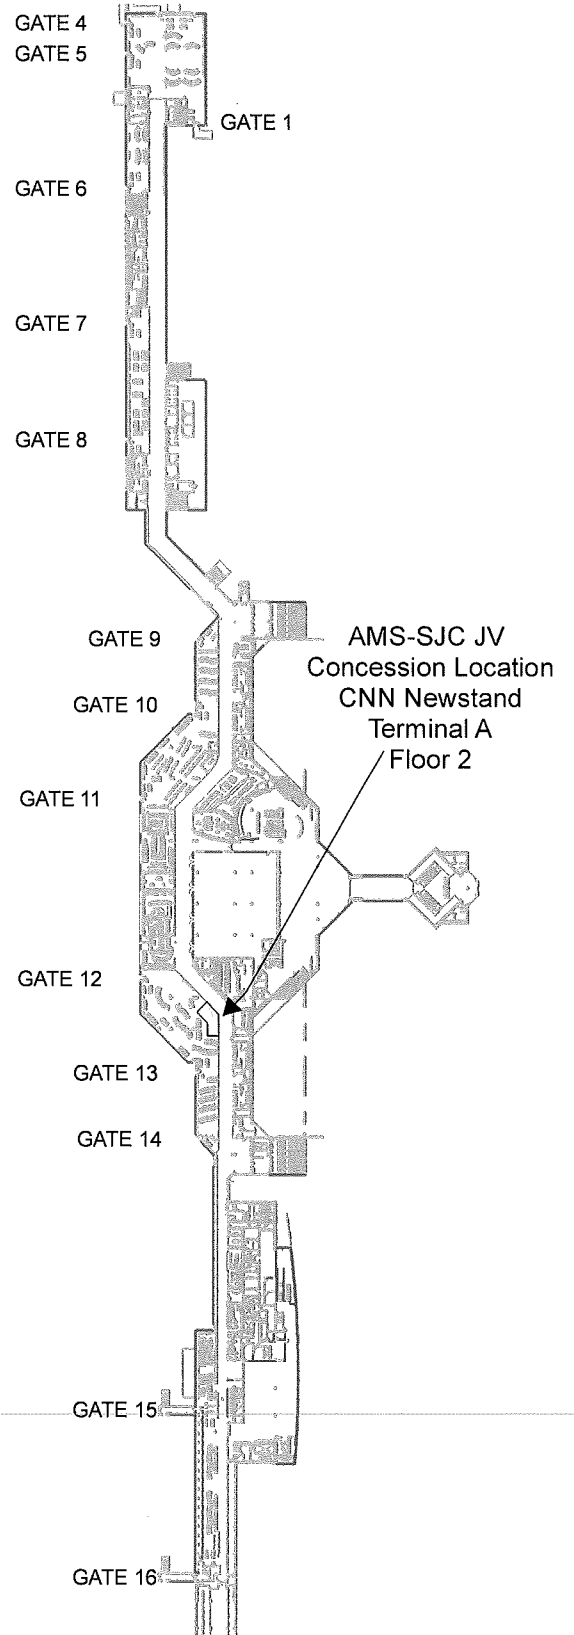 GATE 4
GATE 5
GATE 1
GATE 6
GATE 7
GATE 8
GATE 9
AMS-SJC JV
Concession Location
CNN Newstand
Terminal A
Floor 2
GATE 10
GATE 11
GATE 12
GATE 13
GATE 14
GATE 15
GATE 16